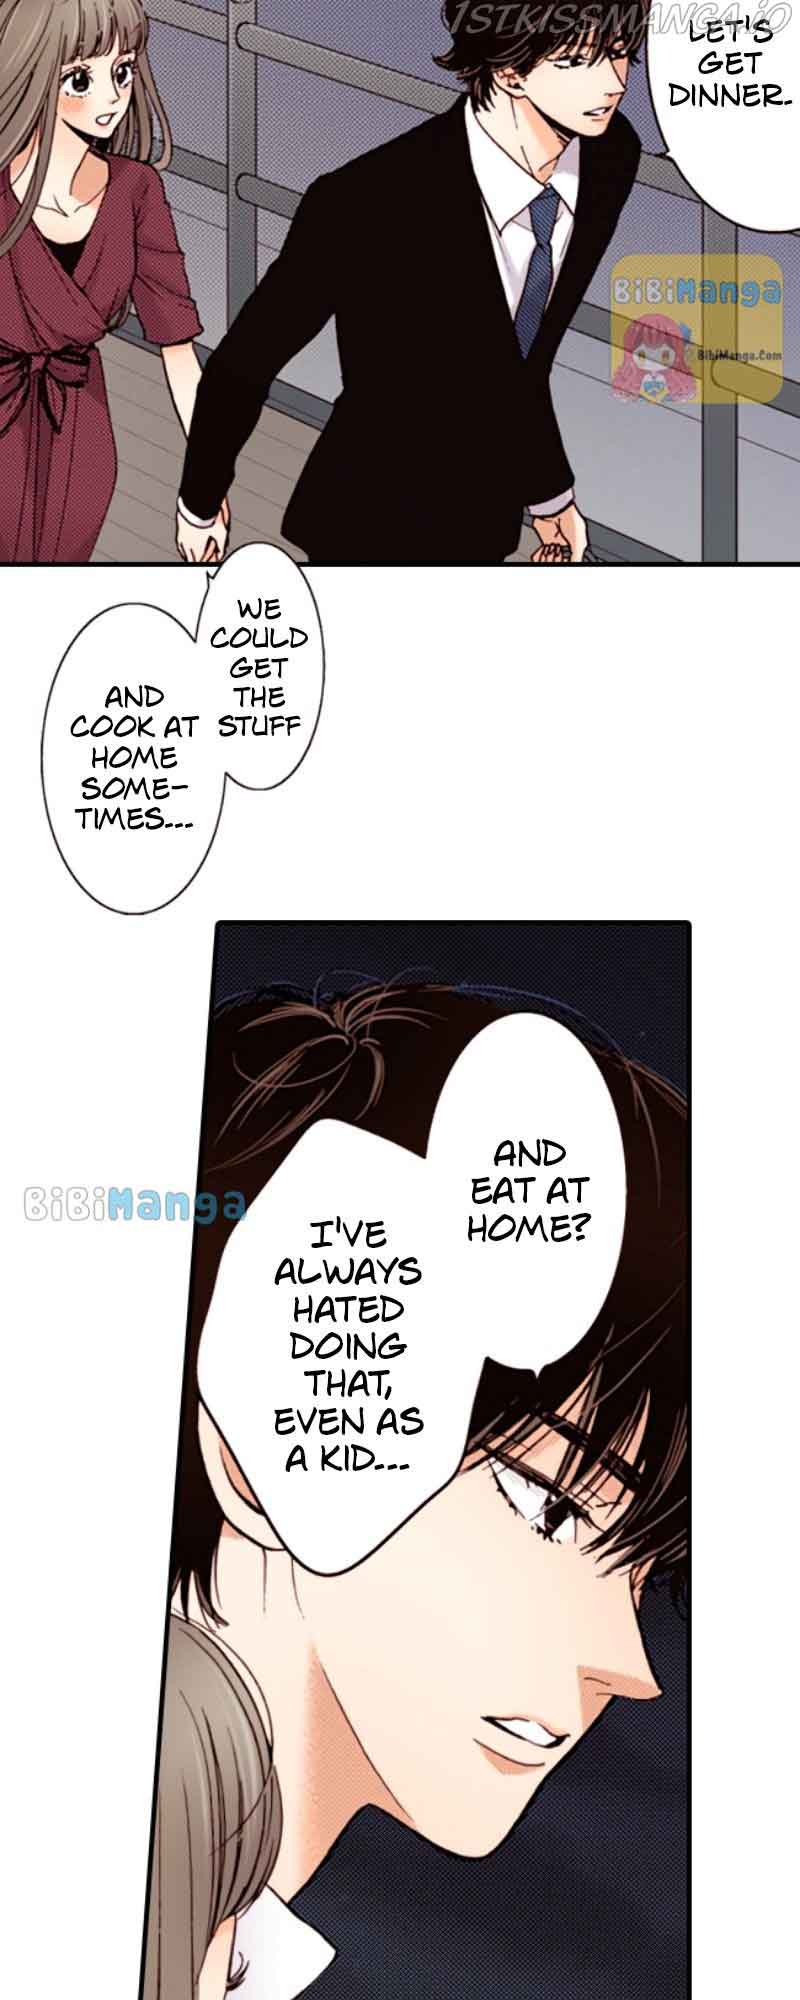 1STKISSMANGA.iO
LET'S
GET
DINNER.
BiBiManga
BibiManga.Com
WE
COULD
GET
THE
STUFF
AND
COOK AT
HOME
SOME-
TIMES...
AND
EAT AT
HOME?
BiBiManga
I'VE
ALWAYS
HATED
DOING
THAT,
EVEN AS
A KID...